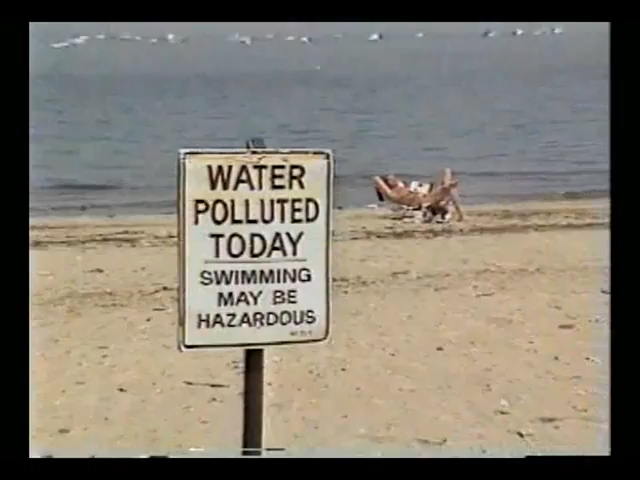 WATER
POLLUTED
TODAY
SWIMMING
MAY BE
HAZARDOUS